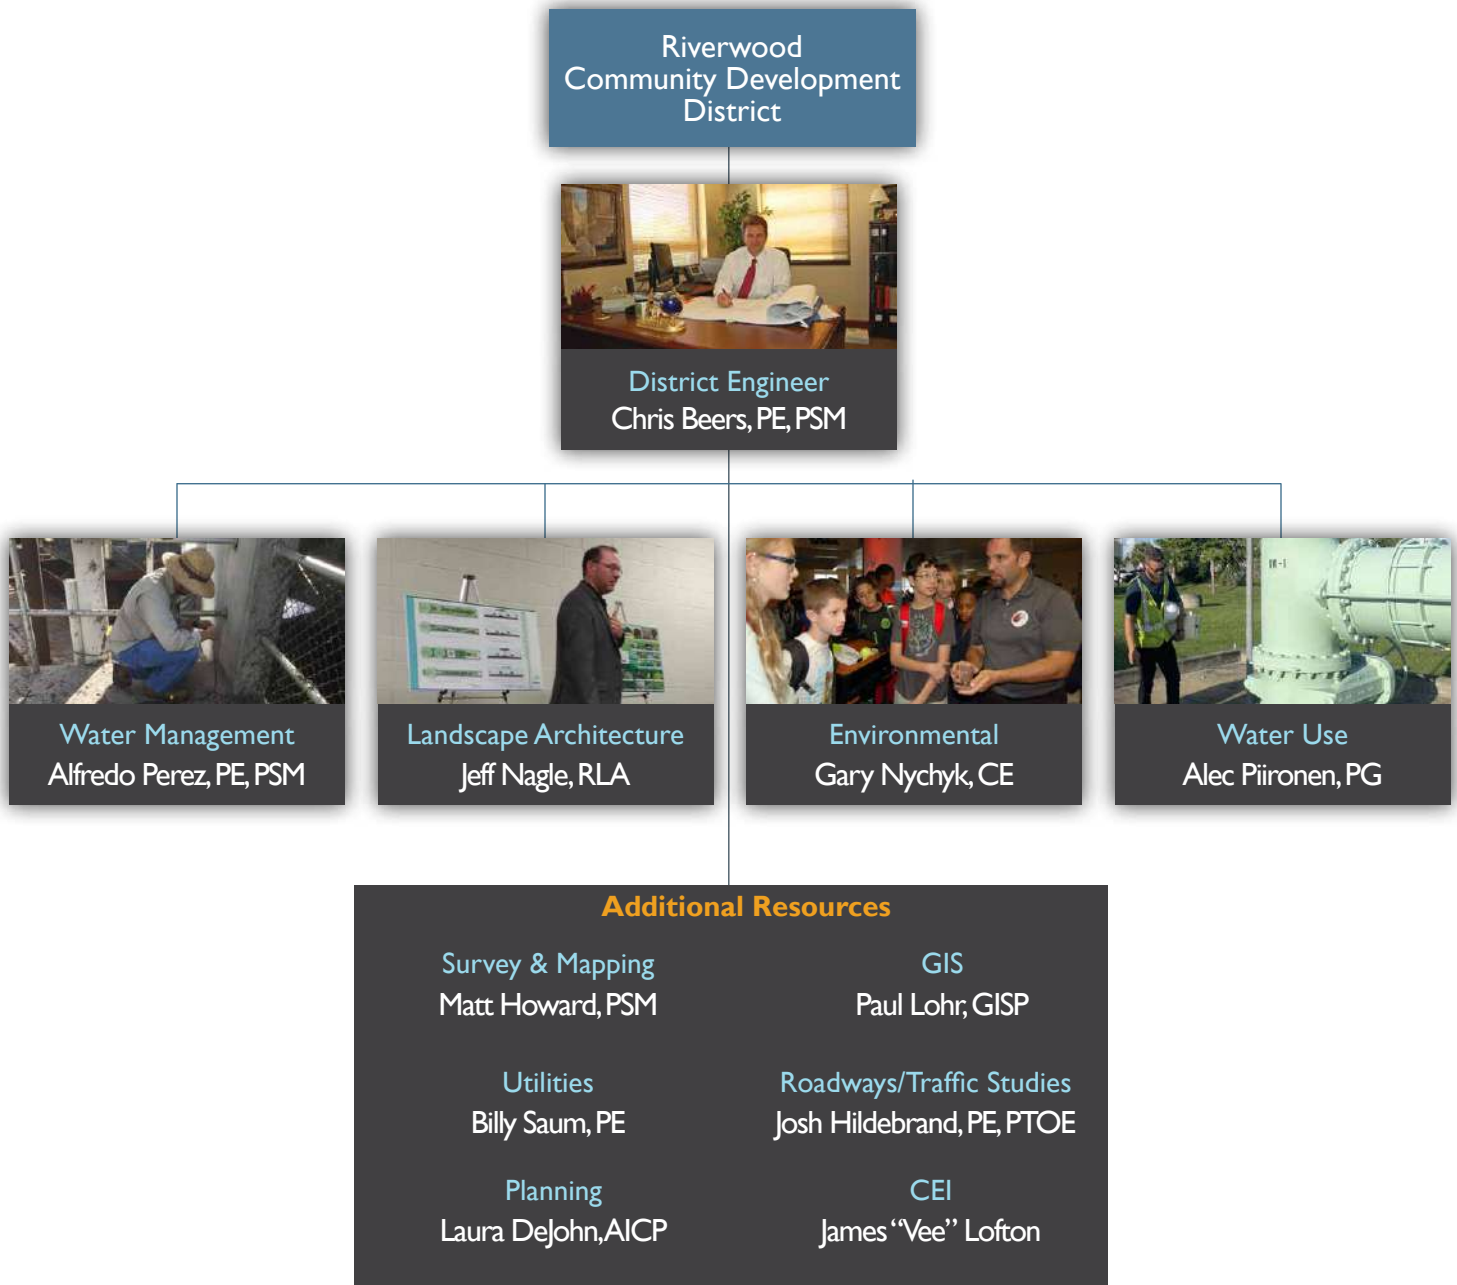 Riverwood
Community Development
District
District Engineer
Chris Beers, PE, PSM
Water Management
Alfredo Perez, PE, PSM
Landscape Architecture
Jeff Nagle, RLA
Environmental
Gary Nychyk, CE
Water Use
Alec Piironen, PG
Additional Resources
Survey & Mapping
Matt Howard, PSM
GIS
Paul Lohr, GISP
Utilities
Billy Saum, PE
Roadways/Traffic Studies
Josh Hildebrand, PE, PTOE
Planning
Laura DeJohn, AICP
CEI
James “Vee” Lofton